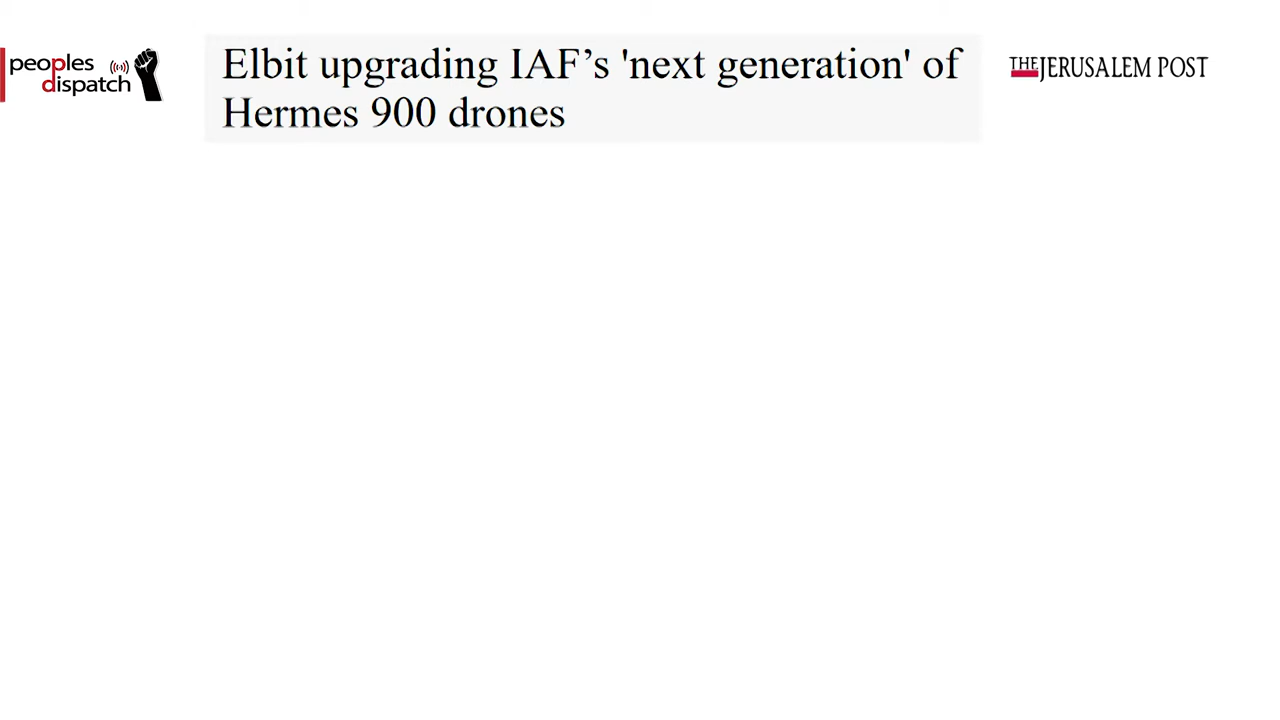 peoples
dispatch
Elbit upgrading IAF’s 'next generation' of
Hermes 900 drones
THE JERUSALEM POST